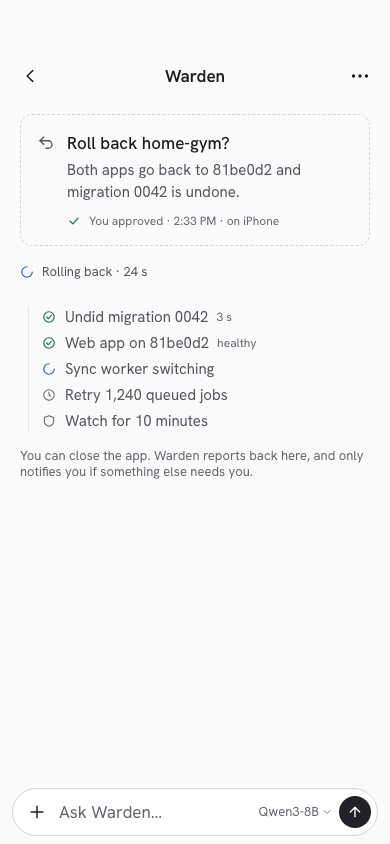 Warden
Roll back home-gym?
Both apps go back to 81be0d2 and
migration 0042 is undone.
You approved · 2:33 PM · on iPhone
Rolling back · 24 s
Undid migration 0042 3 s
Web app on 81be0d2 healthy
Sync worker switching
Retry 1,240 queued jobs
Watch for 10 minutes
You can close the app. Warden reports back here, and only
notifies you if something else needs you.
Ask Warden... Qwen3-8B